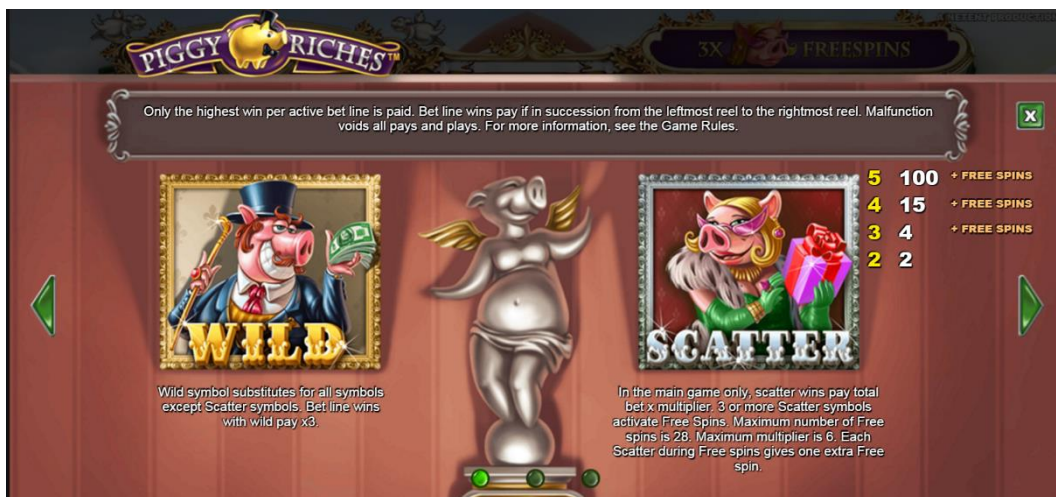 PIGGY RICHES™
3X FREESPINS
NETENT PRODUCT
Only the highest win per active bet line is paid. Bet line wins pay if in succession from the leftmost reel to the rightmost reel. Malfunction
voids all pays and plays. For more information, see the Game Rules.
X
5 100 + FREE SPINS
4 15 + FREE SPINS
3 4 + FREE SPINS
2 2
WILD
SCATTER
Wild symbol substitutes for all symbols
except Scatter symbols. Bet line wins
with wild pay x3.
In the main game only, scatter wins pay total
bet x multiplier. 3 or more Scatter symbols
activate Free Spins. Maximum number of Free
spins is 28. Maximum multiplier is 6. Each
Scatter during Free spins gives one extra Free
spin.